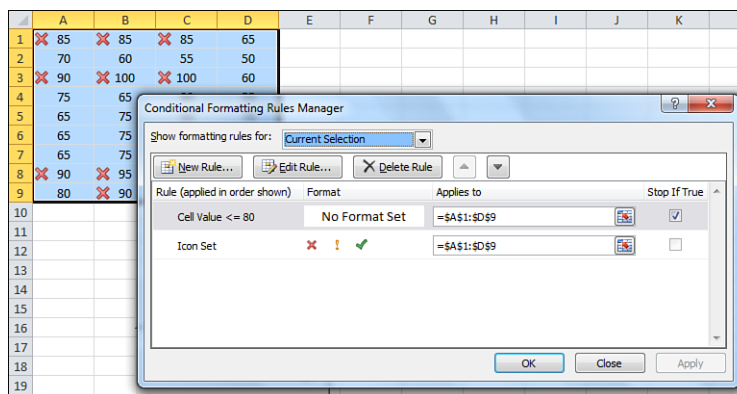 A B C D E F G H I J K
1 85 85 85 65
2 70 60 55 50
3 90 100 100 60
4 75 65
5 65 75
6 65 75
7 65 75
8 90 95
9 80 90
10
11
12
13
14
15
16
17
18
19
Conditional Formatting Rules Manager
Show formatting rules for: Current Selection
New Rule... Edit Rule... Delete Rule
Rule (applied in order shown) Format Applies to Stop If True
Cell Value <= 80 No Format Set =$A$1:$D$9
Icon Set =$A$1:$D$9
OK Close Apply